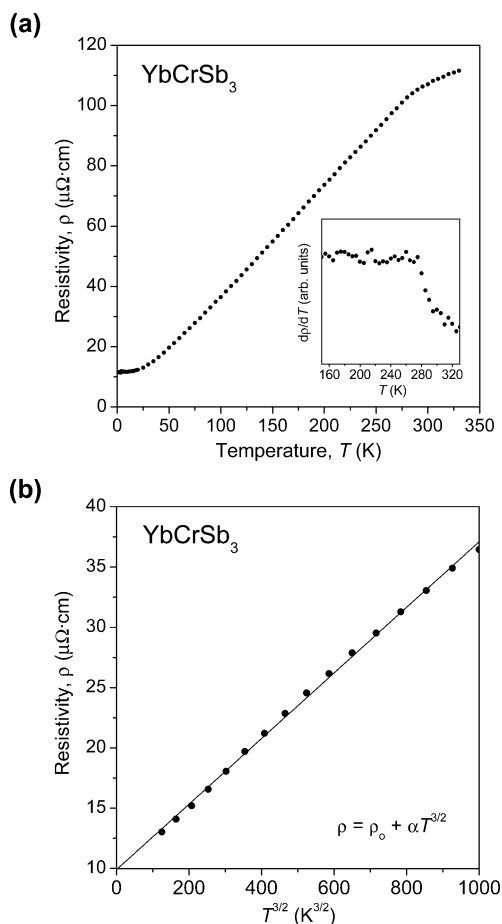 (a)
YbCrSb3
Resistivity, ρ (μΩ·cm)
120
100
80
60
40
20
0
0 50 100 150 200 250 300 350
Temperature, T (K)
dρ/dT (arb. units)
160 200 240 280 320
T (K)
(b)
YbCrSb3
Resistivity, ρ (μΩ·cm)
40
35
30
25
20
15
10
0 200 400 600 800 1000
T3/2 (K3/2)
ρ = ρo + αT3/2